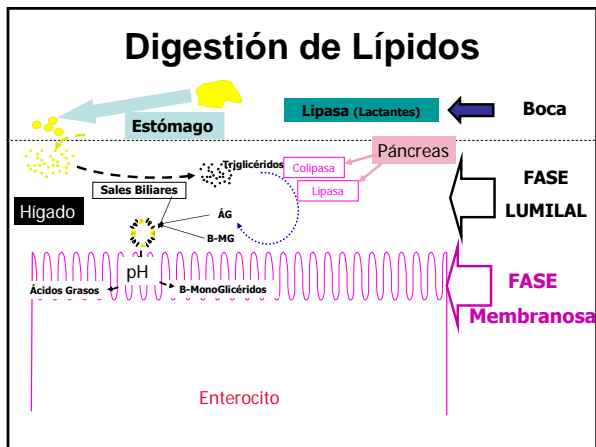 Digestión de Lípidos
Lipasa (Lactantes)
Boca
Estómago
Triglicéridos
Páncreas
Colipasa
Lipasa
Sales Biliares
Hígado
FASE
LUMILAL
ÁG
B-MG
pH
Ácidos Grasos
B-MonoGlicéridos
FASE
Membranosa
Enterocito